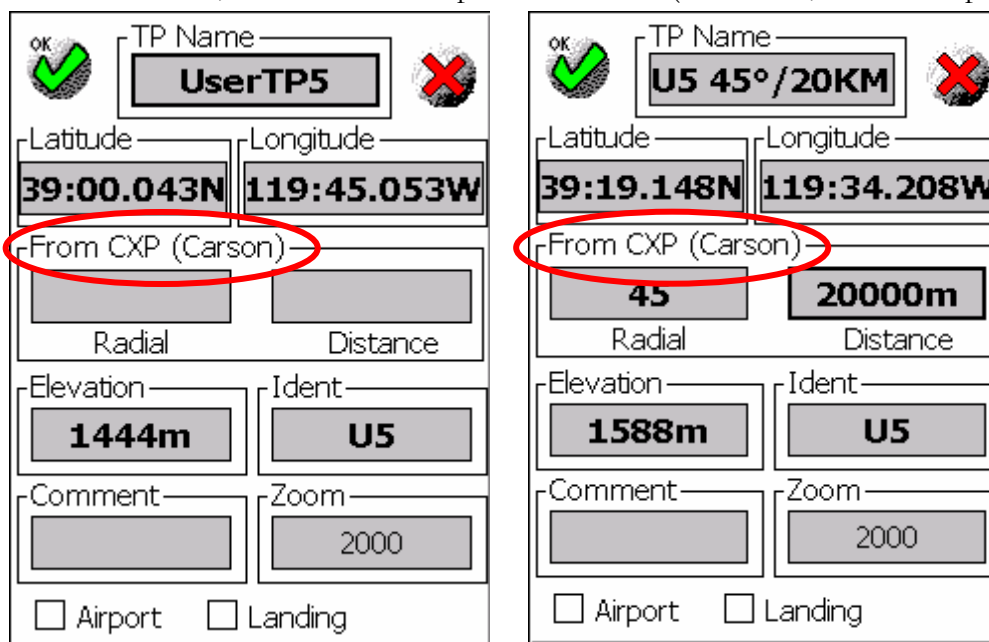 OK
TP Name
UserTP5
Latitude
Longitude
39:00.043N
119:45.053W
From CXP (Carson)
Radial
Distance
Elevation
Ident
1444m
U5
Comment
Zoom
2000
Airport
Landing
OK
TP Name
U5 45°/20KM
Latitude
Longitude
39:19.148N
119:34.208W
From CXP (Carson)
45
20000m
Radial
Distance
Elevation
Ident
1588m
U5
Comment
Zoom
2000
Airport
Landing